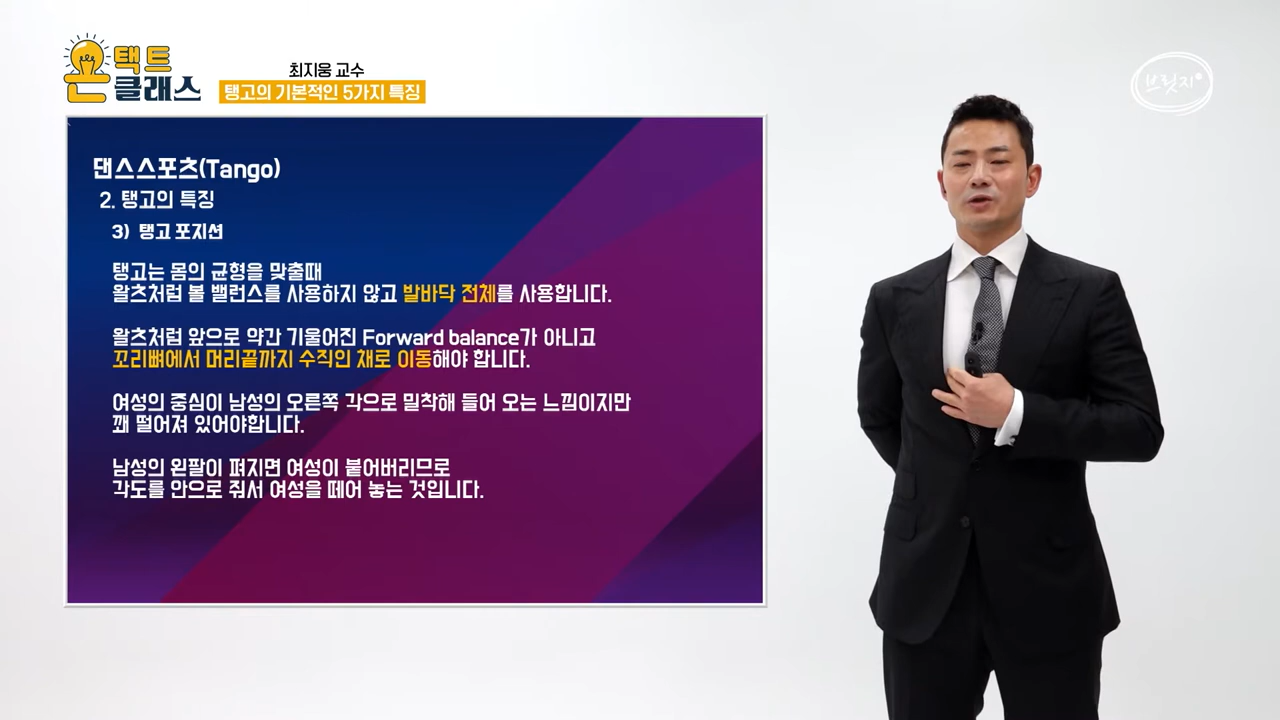 온택트
클래스
최지웅 교수
탱고의 기본적인 5가지 특징
브릿지
댄스스포츠(Tango)
2. 탱고의 특징
3) 탱고 포지션
탱고는 몸의 균형을 맞출때
왈츠처럼 볼 밸런스를 사용하지 않고 발바닥 전체를 사용합니다.
왈츠처럼 앞으로 약간 기울어진 Forward balance가 아니고
꼬리뼈에서 머리끝까지 수직인 채로 이동해야 합니다.
여성의 중심이 남성의 오른쪽 각으로 밀착해 들어 오는 느낌이지만
꽤 떨어져 있어야합니다.
남성의 왼팔이 펴지면 여성이 붙어버리므로
각도를 안으로 줘서 여성을 떼어 놓는 것입니다.